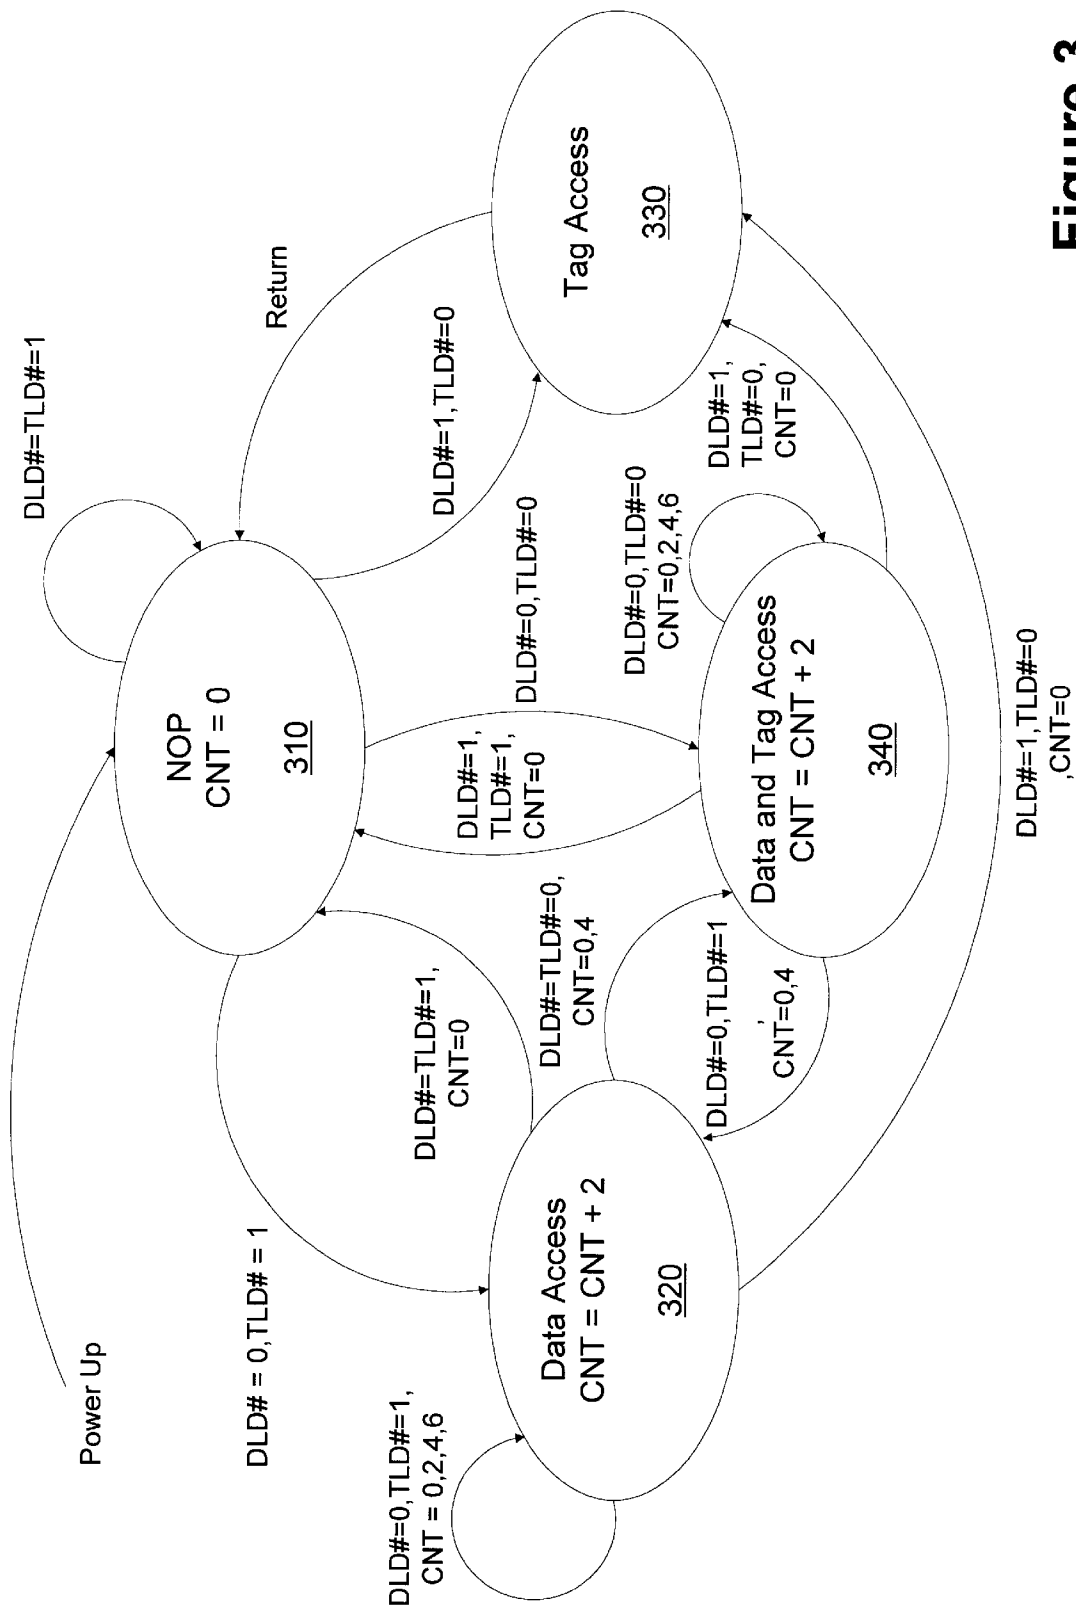 Power Up
DLD#=TLD#=1
NOP
CNT = 0
310
Return
DLD# = 0,TLD# = 1
DLD#=TLD#=1,
CNT=0
DLD#=1,
TLD#=1,
CNT=0
DLD#=0,TLD#=0
DLD#=1,TLD#=0
Tag Access
330
DLD#=0,TLD#=1,
CNT = 0,2,4,6
Data Access
CNT = CNT + 2
320
DLD#=TLD#=0,
CNT=0,4
DLD#=0,TLD#=1
,
CNT=0,4
Data and Tag Access
CNT = CNT + 2
340
DLD#=0,TLD#=0
CNT=0,2,4,6
DLD#=1,
TLD#=0,
CNT=0
DLD#=1,TLD#=0
,CNT=0
Figure 3